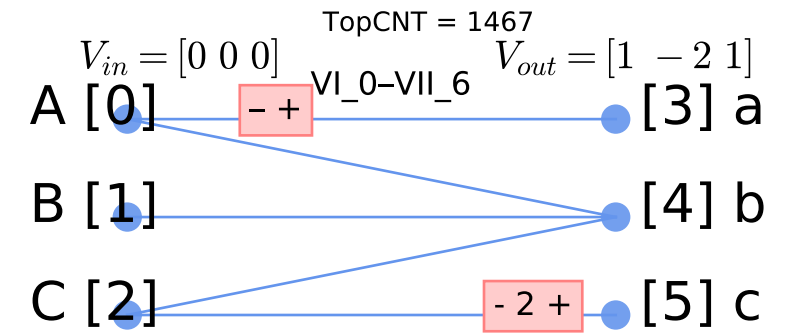 TopCNT = 1467
V_in = [0 0 0] V_out = [1 −2 1]
VI_0–VII_6
A [0] – + [3] a
B [1] [4] b
C [2] - 2 + [5] c